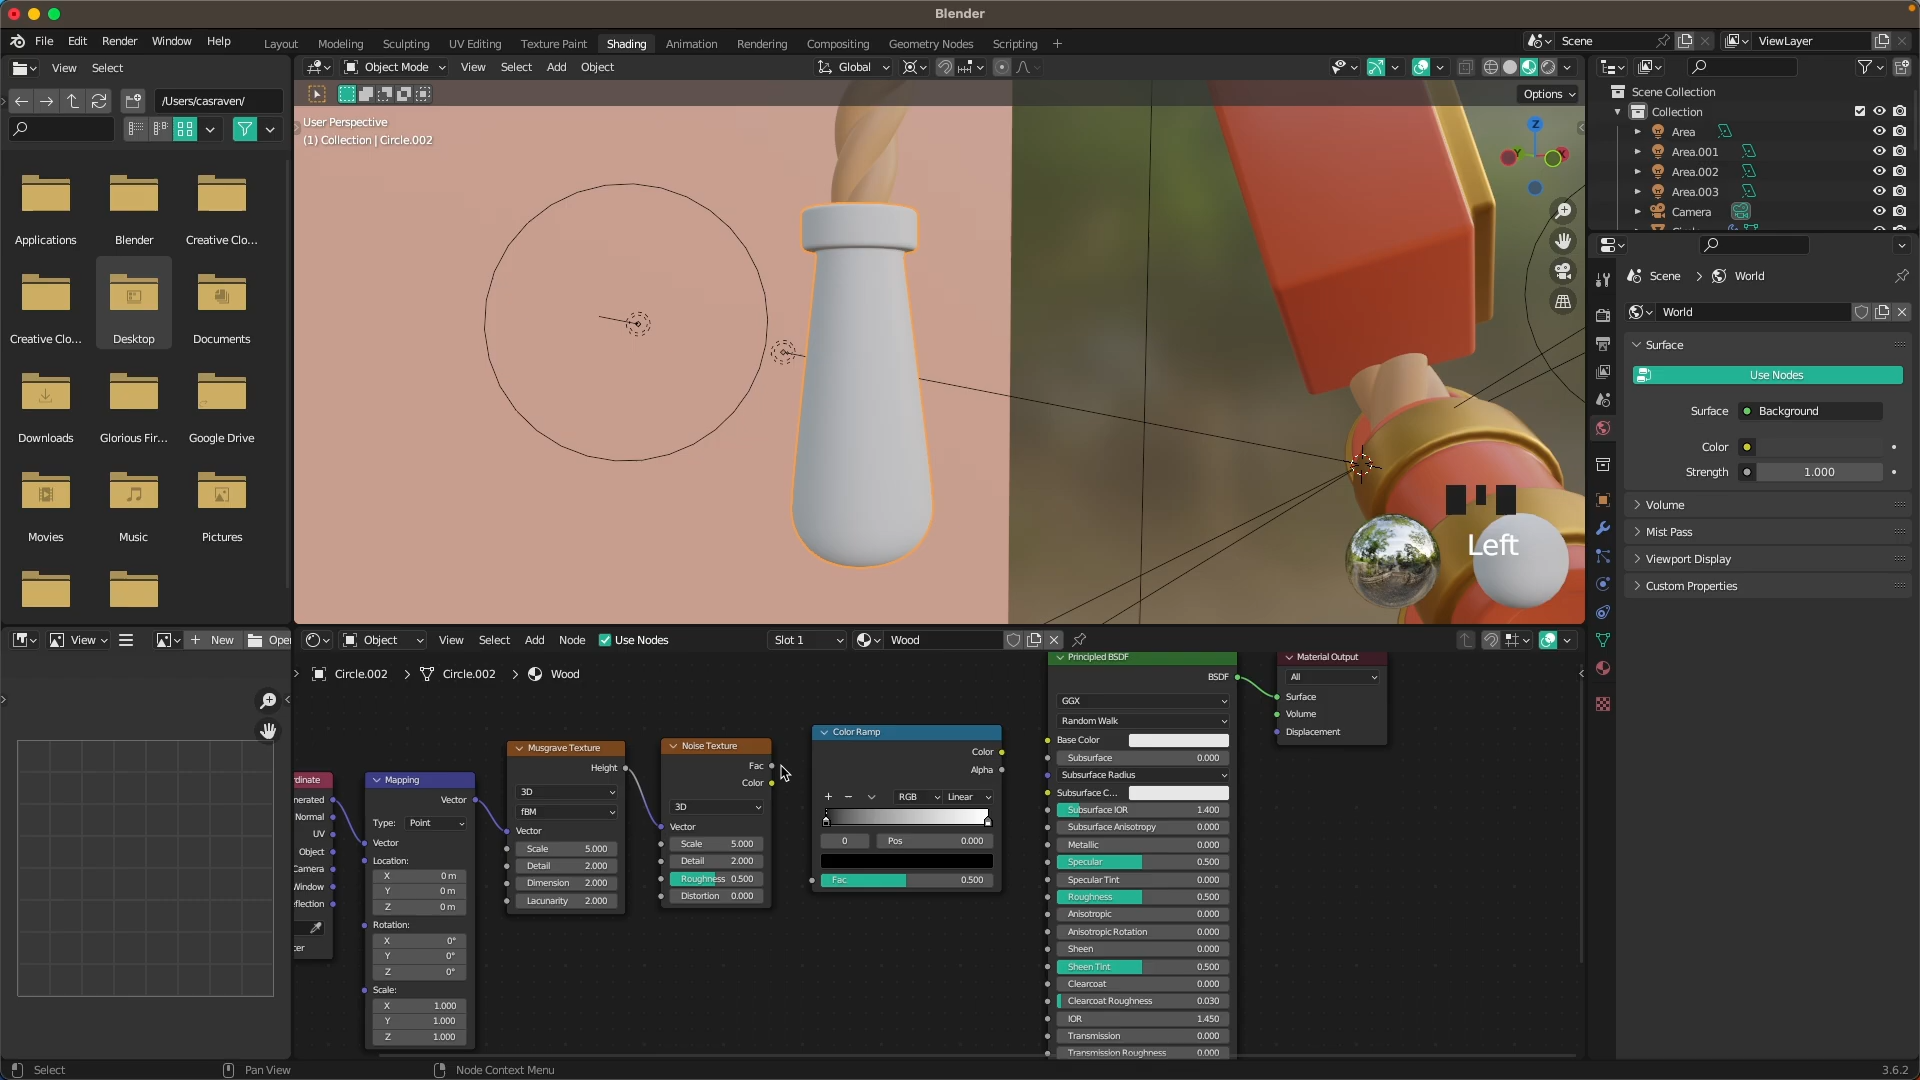 Blender
File Edit Render Window Help
Layout Modeling Sculpting UV Editing Texture Paint Shading Animation Rendering Compositing Geometry Nodes Scripting +
Scene
ViewLayer
View Select
Object Mode View Select Add Object
Global
/Users/casraven/
Options
User Perspective
(1) Collection | Circle.002
Z
Y
Scene Collection
Collection
Area
Area.001
Area.002
Area.003
Camera
Applications Blender Creative Clo...
Creative Clo... Desktop Documents
Downloads Glorious Fir... Google Drive
Movies Music Pictures
Scene > World
World
Surface
Use Nodes
Surface Background
Color
Strength 1.000
Volume
Mist Pass
Viewport Display
Custom Properties
Left
View
New
Open
Object View Select Add Node Use Nodes
Slot 1
Wood
Circle.002 > Circle.002 > Wood
dinate
nerated
Normal
UV
Object
Camera
Window
flection
cer
Mapping
Vector
Type: Point
Vector
Location:
X 0 m
Y 0 m
Z 0 m
Rotation:
X 0°
Y 0°
Z 0°
Scale:
X 1.000
Y 1.000
Z 1.000
Musgrave Texture
Height
3D
fBM
Vector
Scale 5.000
Detail 2.000
Dimension 2.000
Lacunarity 2.000
Noise Texture
Fac
Color
3D
Vector
Scale 5.000
Detail 2.000
Roughness 0.500
Distortion 0.000
Color Ramp
Color
Alpha
+ − RGB Linear
0 Pos 0.000
Fac 0.500
Principled BSDF
BSDF
GGX
Random Walk
Base Color
Subsurface 0.000
Subsurface Radius
Subsurface C...
Subsurface IOR 1.400
Subsurface Anisotropy 0.000
Metallic 0.000
Specular 0.500
Specular Tint 0.000
Roughness 0.500
Anisotropic 0.000
Anisotropic Rotation 0.000
Sheen 0.000
Sheen Tint 0.500
Clearcoat 0.000
Clearcoat Roughness 0.030
IOR 1.450
Transmission 0.000
Transmission Roughness 0.000
Material Output
All
Surface
Volume
Displacement
Select Pan View Node Context Menu 3.6.2